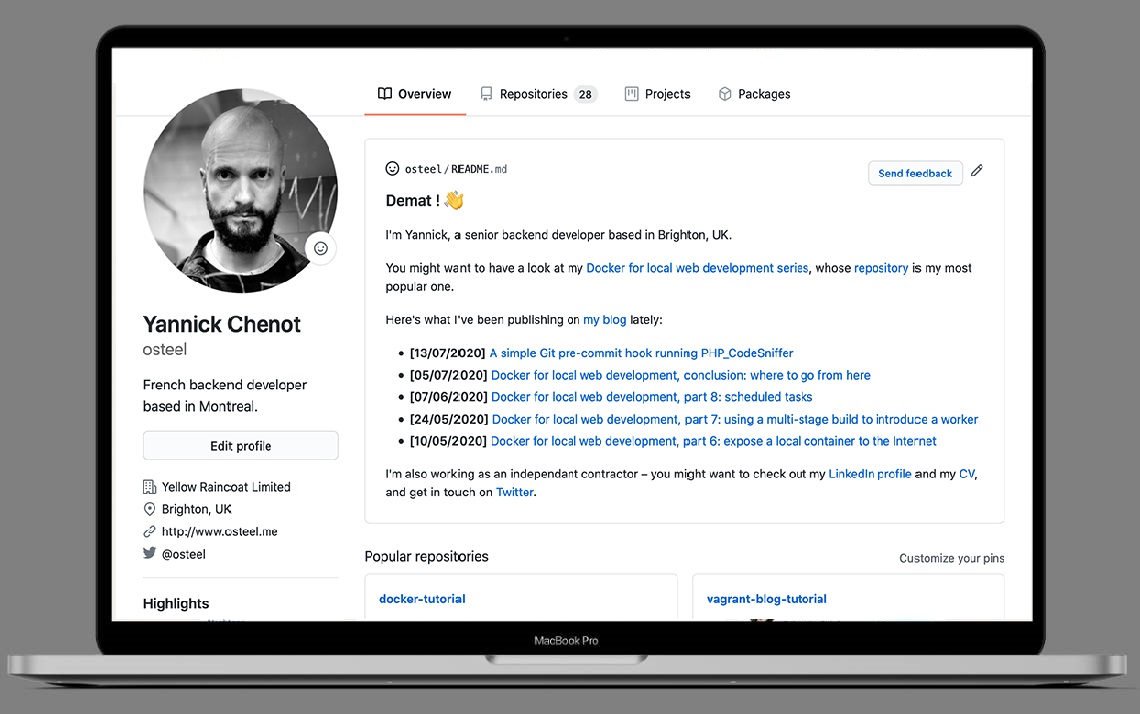 Overview
Repositories 28
Projects
Packages
osteel/README.md
Send feedback
Demat ! 👋
I'm Yannick, a senior backend developer based in Brighton, UK.
You might want to have a look at my Docker for local web development series, whose repository is my most
popular one.
Here's what I've been publishing on my blog lately:
• [13/07/2020] A simple Git pre-commit hook running PHP_CodeSniffer
• [05/07/2020] Docker for local web development, conclusion: where to go from here
• [07/06/2020] Docker for local web development, part 8: scheduled tasks
• [24/05/2020] Docker for local web development, part 7: using a multi-stage build to introduce a worker
• [10/05/2020] Docker for local web development, part 6: expose a local container to the Internet
I'm also working as an independant contractor – you might want to check out my LinkedIn profile and my CV,
and get in touch on Twitter.
Yannick Chenot
osteel
French backend developer
based in Montreal.
Edit profile
Yellow Raincoat Limited
Brighton, UK
http://www.osteel.me
@osteel
Highlights
Popular repositories
Customize your pins
docker-tutorial
vagrant-blog-tutorial
MacBook Pro